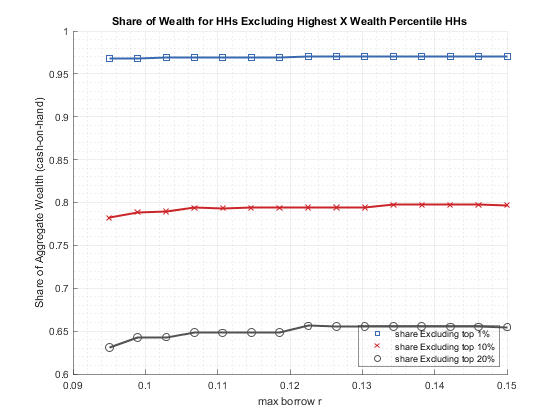 Share of Wealth for HHs Excluding Highest X Wealth Percentile HHs
1
0.95
0.9
0.85
0.8
0.75
0.7
0.65
0.6
Share of Aggregate Wealth (cash-on-hand)
share Excluding top 1%
share Excluding top 10%
share Excluding top 20%
0.09
0.1
0.11
0.12
0.13
0.14
0.15
max borrow r